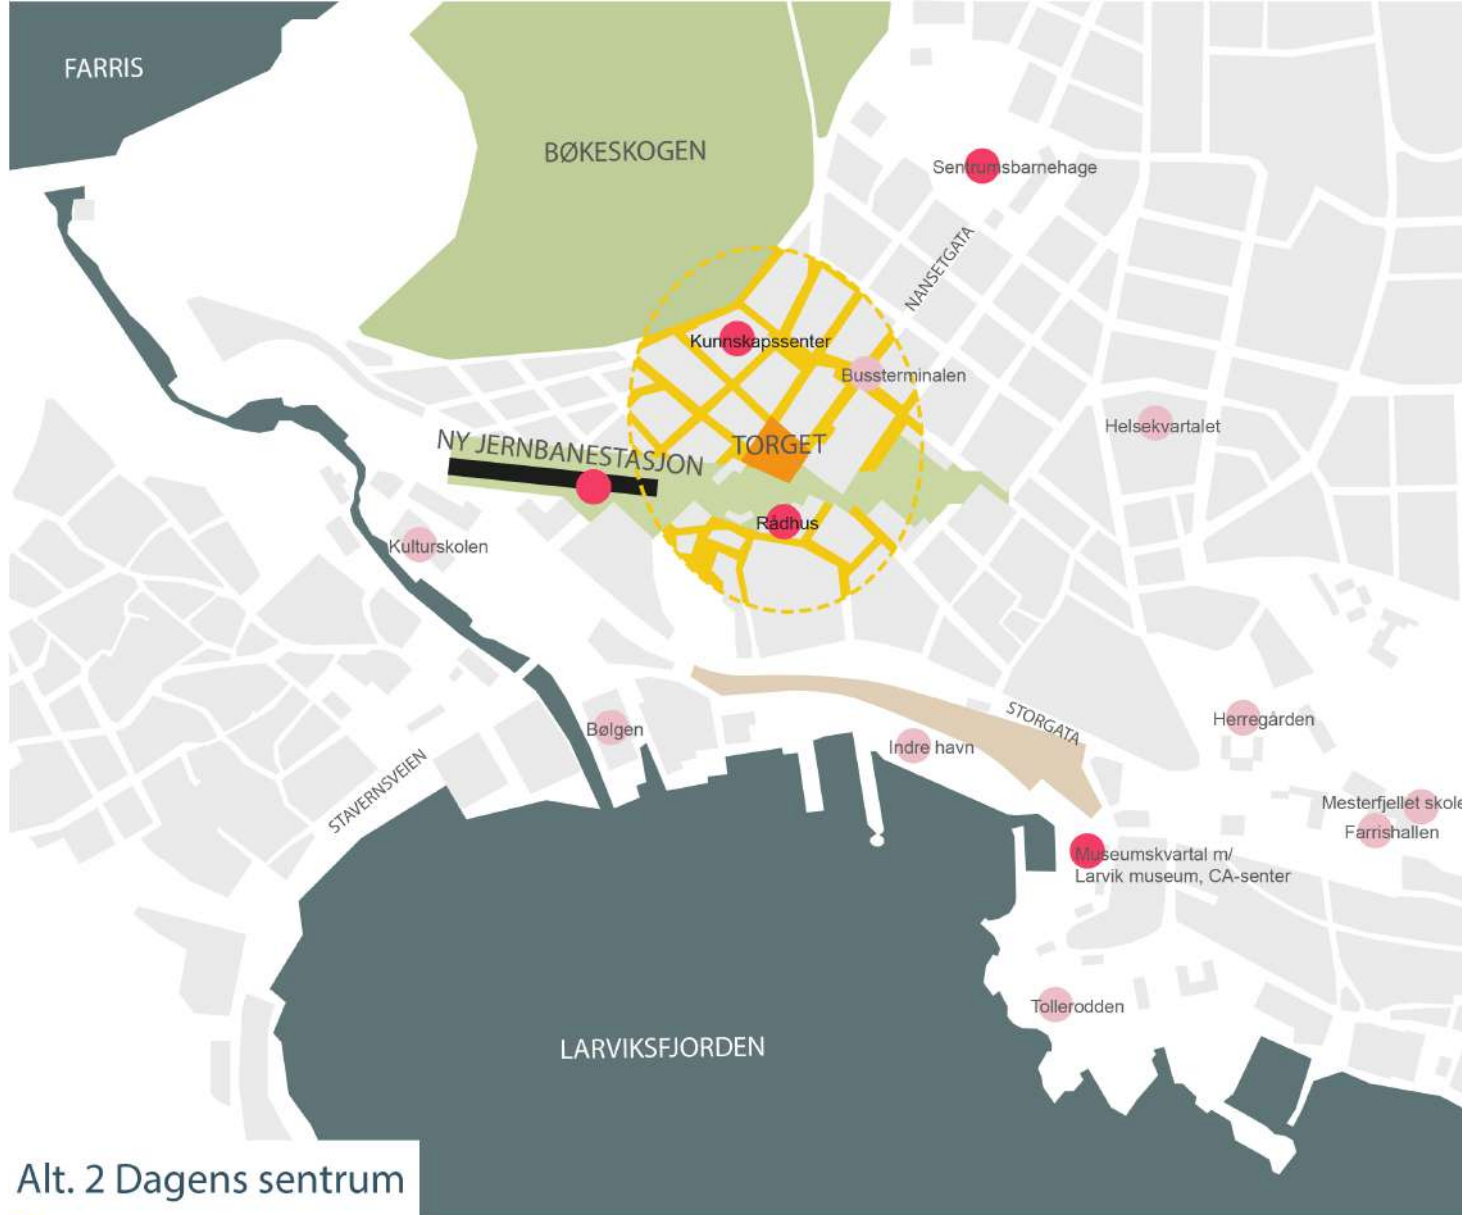 FARRIS
BØKESKOGEN
Sentrumsbarnehage
NANSETGATA
Kunnskapssenter
Bussterminalen
Helsekvartalet
NY JERNBANESTASJON
TORGET
Rådhus
Kulturskolen
STORGATA
Herregården
Bølgen
Indre havn
STAVERNSVEIEN
Mesterfjellet skole
Farrishallen
Museumskvartal m/
Larvik museum, CA-senter
Tollerodden
LARVIKSFJORDEN
Alt. 2 Dagens sentrum